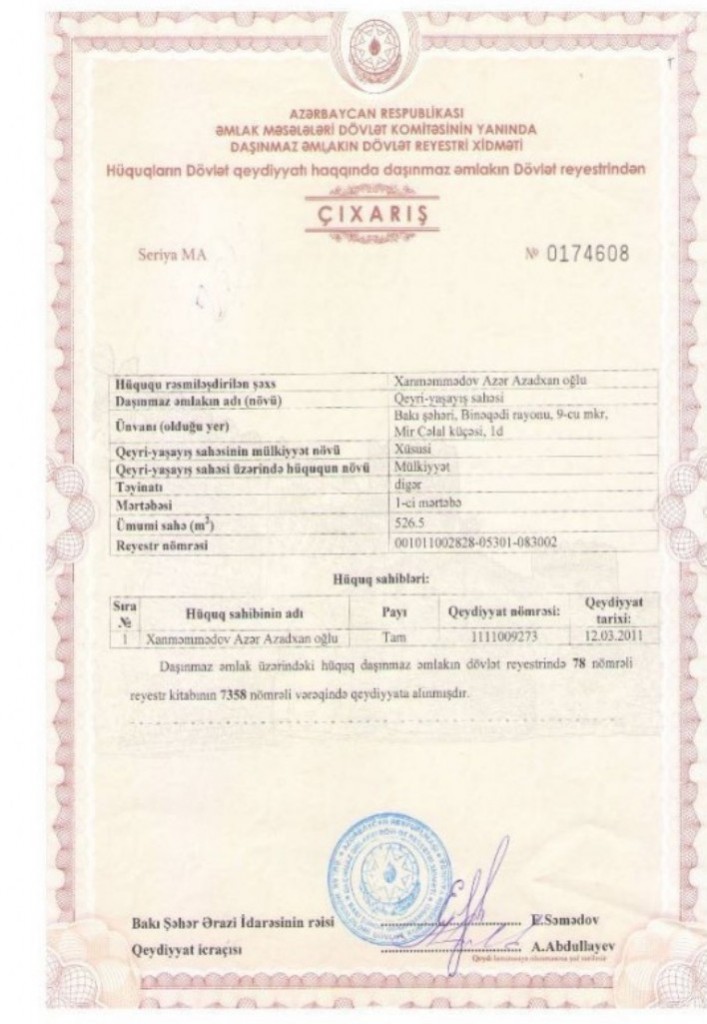 AZƏRBAYCAN RESPUBLİKASI
ƏMLAK MƏSƏLƏLƏRİ DÖVLƏT KOMİTƏSİNİN YANINDA
DAŞINMAZ ƏMLAKIN DÖVLƏT REYESTRİ XİDMƏTİ
Hüquqların Dövlət qeydiyyatı haqqında daşınmaz əmlakın Dövlət reyestrindən
ÇIXARIŞ
Seriya MA № 0174608
Hüququ rəsmiləşdirilən şəxs Xanməmmədov Azər Azadxan oğlu
Daşınmaz əmlakın adı (növü) Qeyri-yaşayış sahəsi
Ünvanı (olduğu yer) Bakı şəhəri, Binəqədi rayonu, 9-cu mkr,
Mir Cəlal küçəsi, 1d
Qeyri-yaşayış sahəsinin mülkiyyət növü Xüsusi
Qeyri-yaşayış sahəsi üzərində hüququn növü Mülkiyyət
Təyinatı digər
Mərtəbəsi 1-ci mərtəbə
Ümumi sahə (m²) 526.5
Reyestr nömrəsi 001011002828-05301-083002
Hüquq sahibləri:
Sıra № Hüquq sahibinin adı Payı Qeydiyyat nömrəsi: Qeydiyyat tarixi:
1 Xanməmmədov Azər Azadxan oğlu Tam 1111009273 12.03.2011
Daşınmaz əmlak üzərindəki hüquq daşınmaz əmlakın dövlət reyestrində 78 nömrəli
reyestr kitabının 7358 nömrəli vərəqində qeydiyyata alınmışdır.
Bakı Şəhər Ərazi İdarəsinin rəisi E.Səmədov
Qeydiyyat icraçısı A.Abdullayev